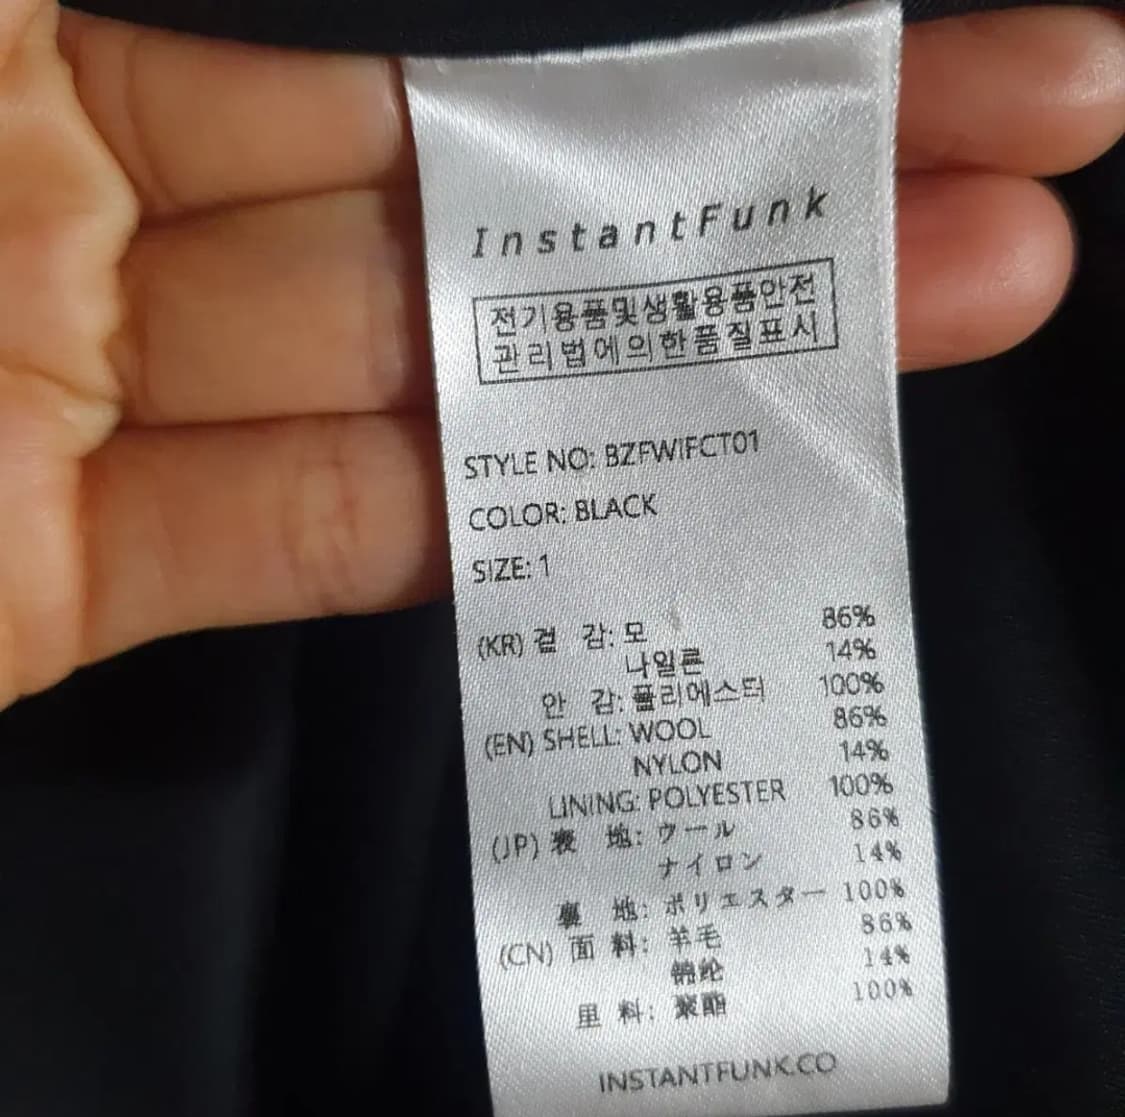 InstantFunk
전기용품및생활용품안전
관리법에의한품질표시
STYLE NO: BZFWIFCT01
COLOR: BLACK
SIZE: 1
(KR) 겉 감: 모 86%
나일론 14%
안 감: 폴리에스터 100%
(EN) SHELL: WOOL 86%
NYLON 14%
LINING: POLYESTER 100%
(JP) 表 地: ウール 86%
ナイロン 14%
裏 地: ポリエスター 100%
(CN) 面 料: 羊毛 86%
锦纶 14%
里 料: 聚酯 100%
INSTANTFUNK.CO